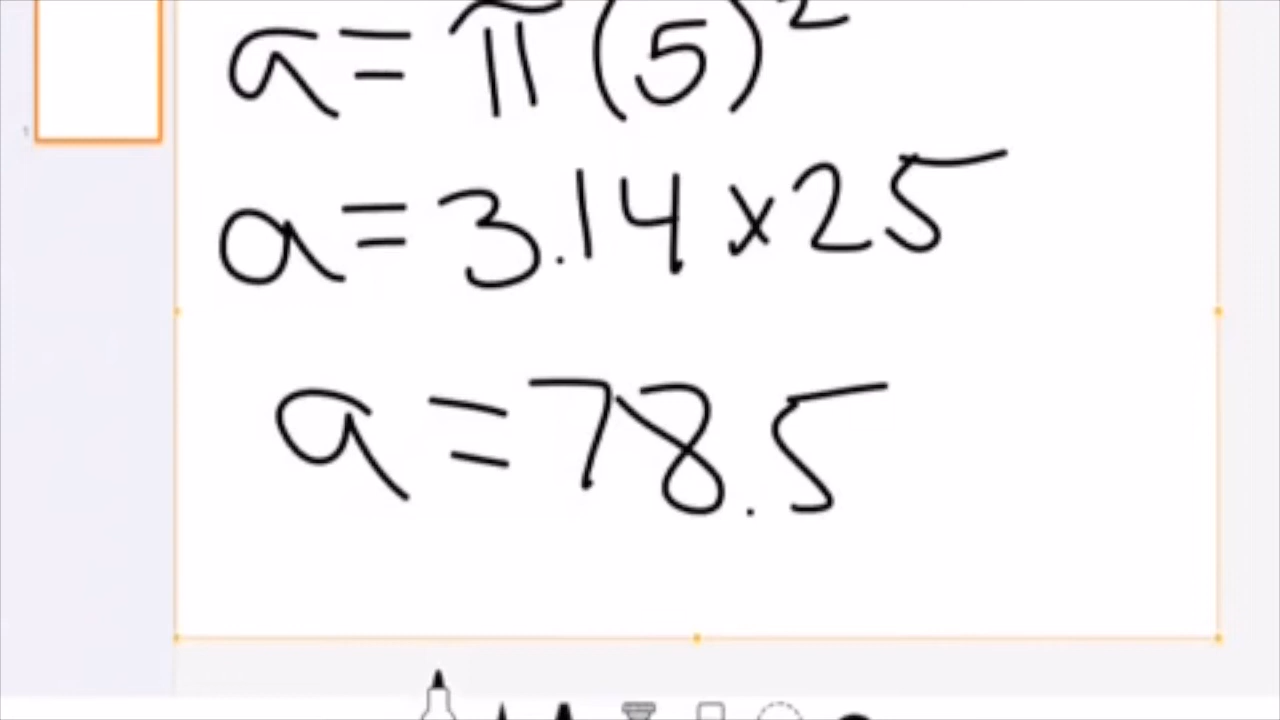 a = π(5)²
a = 3.14 x 25
a = 78.5